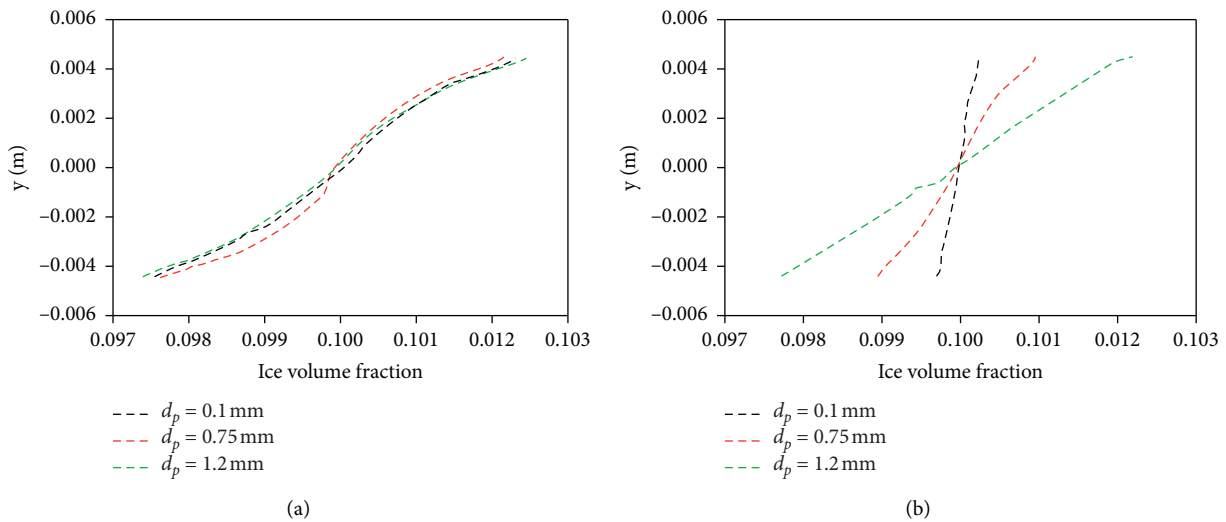 0.006
0.004
0.002
0.000
−0.002
−0.004
−0.006
y (m)
0.097 0.098 0.099 0.100 0.101 0.012 0.103
Ice volume fraction
d_p = 0.1 mm
d_p = 0.75 mm
d_p = 1.2 mm
(a)
0.006
0.004
0.002
0.000
−0.002
−0.004
−0.006
y (m)
0.097 0.098 0.099 0.100 0.101 0.012 0.103
Ice volume fraction
d_p = 0.1 mm
d_p = 0.75 mm
d_p = 1.2 mm
(b)